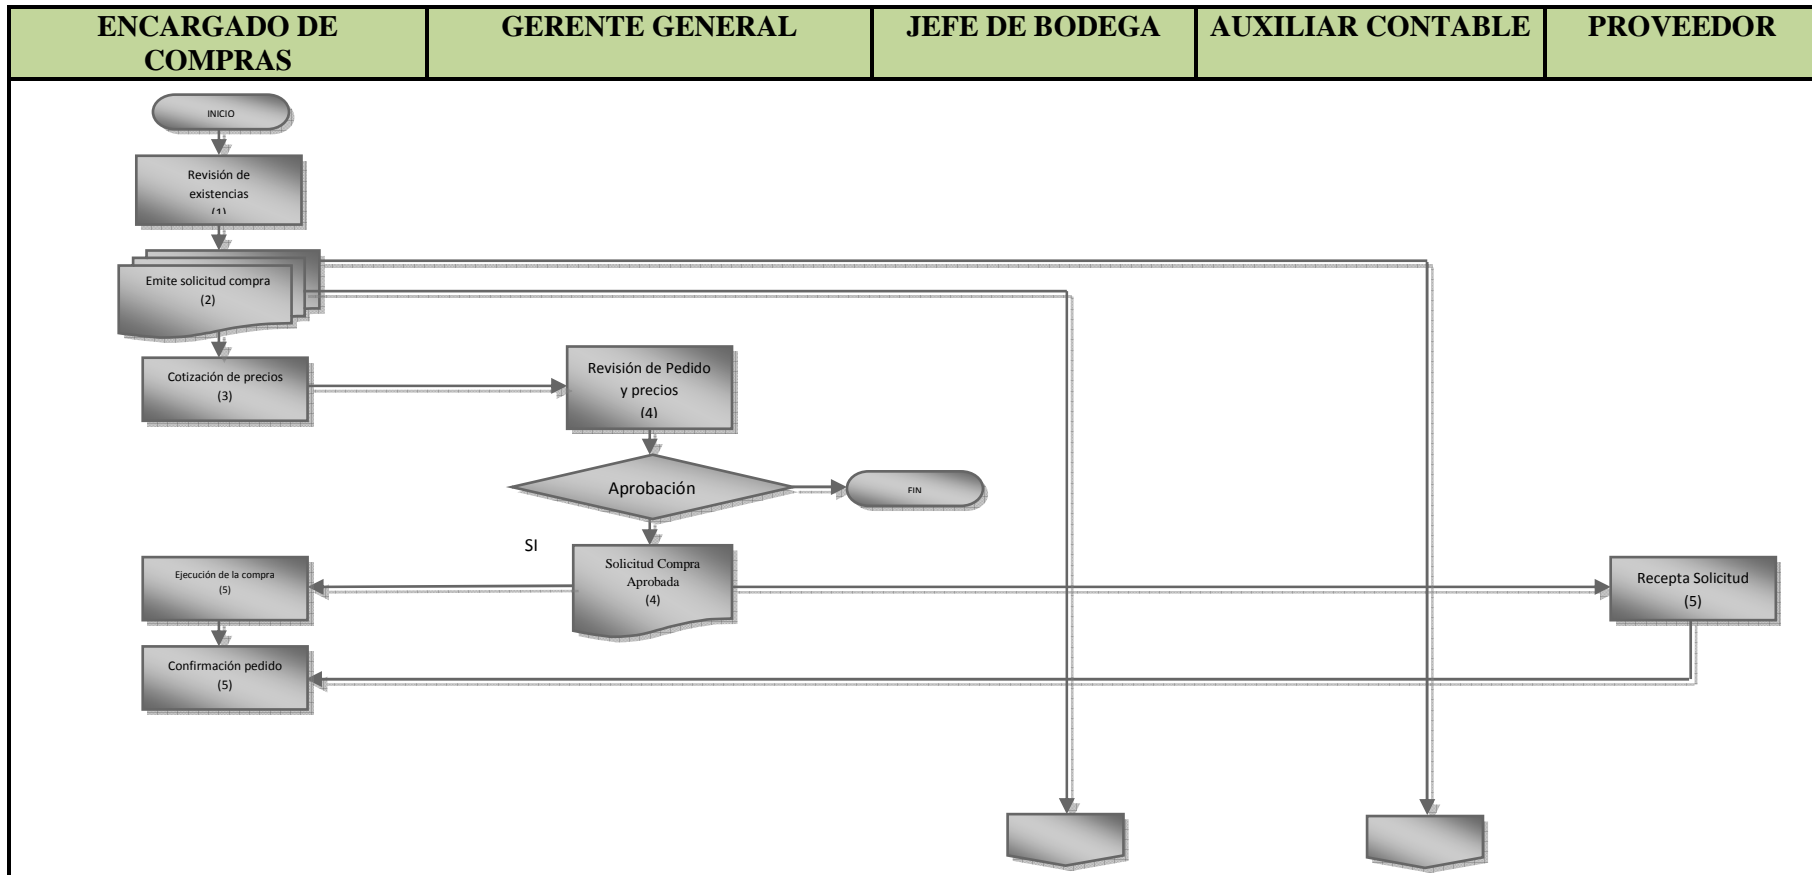 ENCARGADO DE
COMPRAS
GERENTE GENERAL
JEFE DE BODEGA
AUXILIAR CONTABLE
PROVEEDOR
INICIO
Revisión de
existencias
(1)
Emite solicitud compra
(2)
Cotización de precios
(3)
Revisión de Pedido
y precios
(4)
Aprobación
FIN
SI
Solicitud Compra
Aprobada
(4)
Ejecución de la compra
(5)
Recepta Solicitud
(5)
Confirmación pedido
(5)